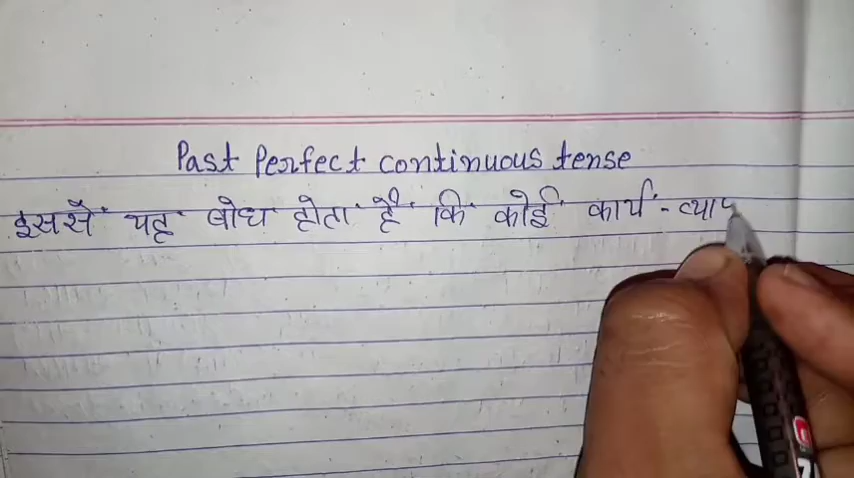 Past Perfect continuous tense
इससे यह बोध होता है कि कोई कार्य - व्याप